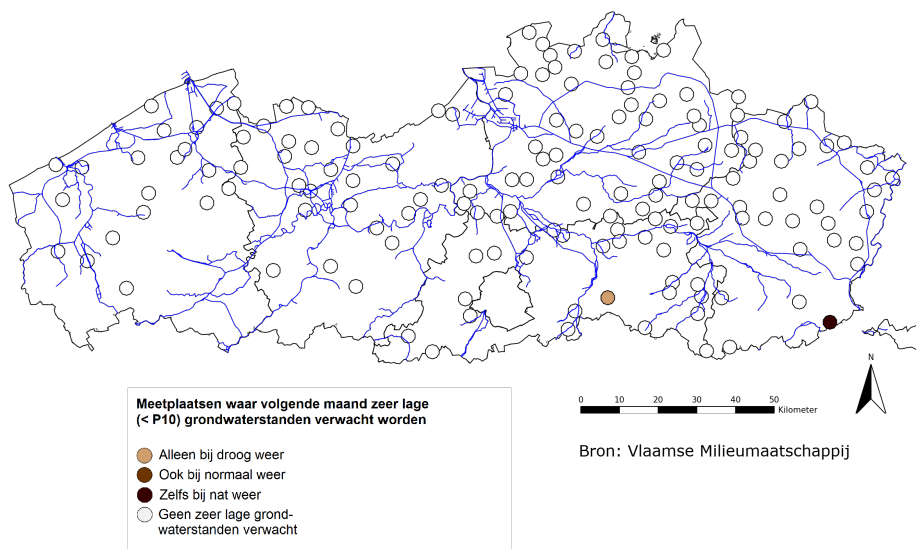 N
0 10 20 30 40 50
Kilometer
Meetplaatsen waar volgende maand zeer lage
(< P10) grondwaterstanden verwacht worden
Alleen bij droog weer
Ook bij normaal weer
Zelfs bij nat weer
Geen zeer lage grond-
waterstanden verwacht
Bron: Vlaamse Milieumaatschappij